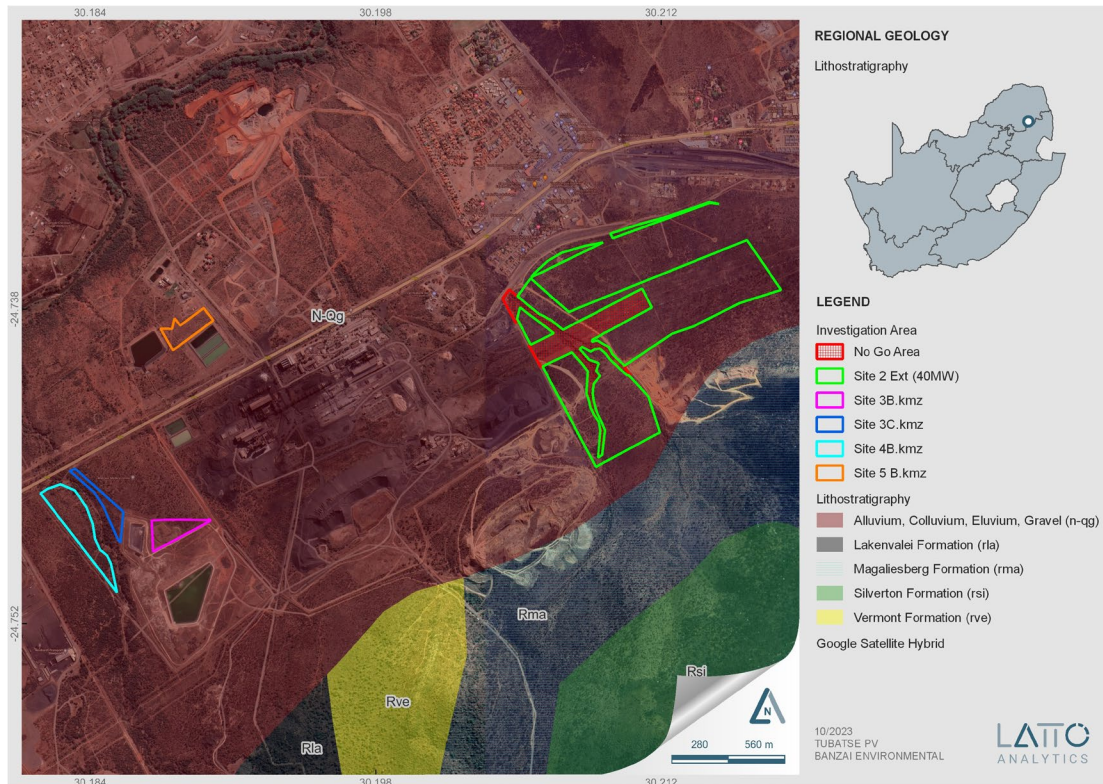 30.184 30.198 30.212
REGIONAL GEOLOGY
Lithostratigraphy
-24.738
N-Qg
LEGEND
Investigation Area
No Go Area
Site 2 Ext (40MW)
Site 3B.kmz
Site 3C.kmz
Site 4B.kmz
Site 5 B.kmz
Lithostratigraphy
Alluvium, Colluvium, Eluvium, Gravel (n-qg)
Lakenvalei Formation (rla)
Magaliesberg Formation (rma)
Silverton Formation (rsi)
Vermont Formation (rve)
Google Satellite Hybrid
-24.752
Rma
Rsi
Rve
Rla
N
280 560 m
10/2023
TUBATSE PV
BANZAI ENVIRONMENTAL
LATTO
ANALYTICS
30.184 30.198 30.212